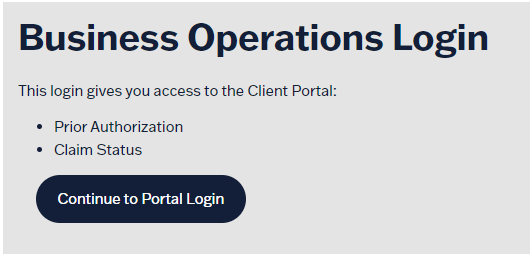 Business Operations Login
This login gives you access to the Client Portal:
• Prior Authorization
• Claim Status
Continue to Portal Login